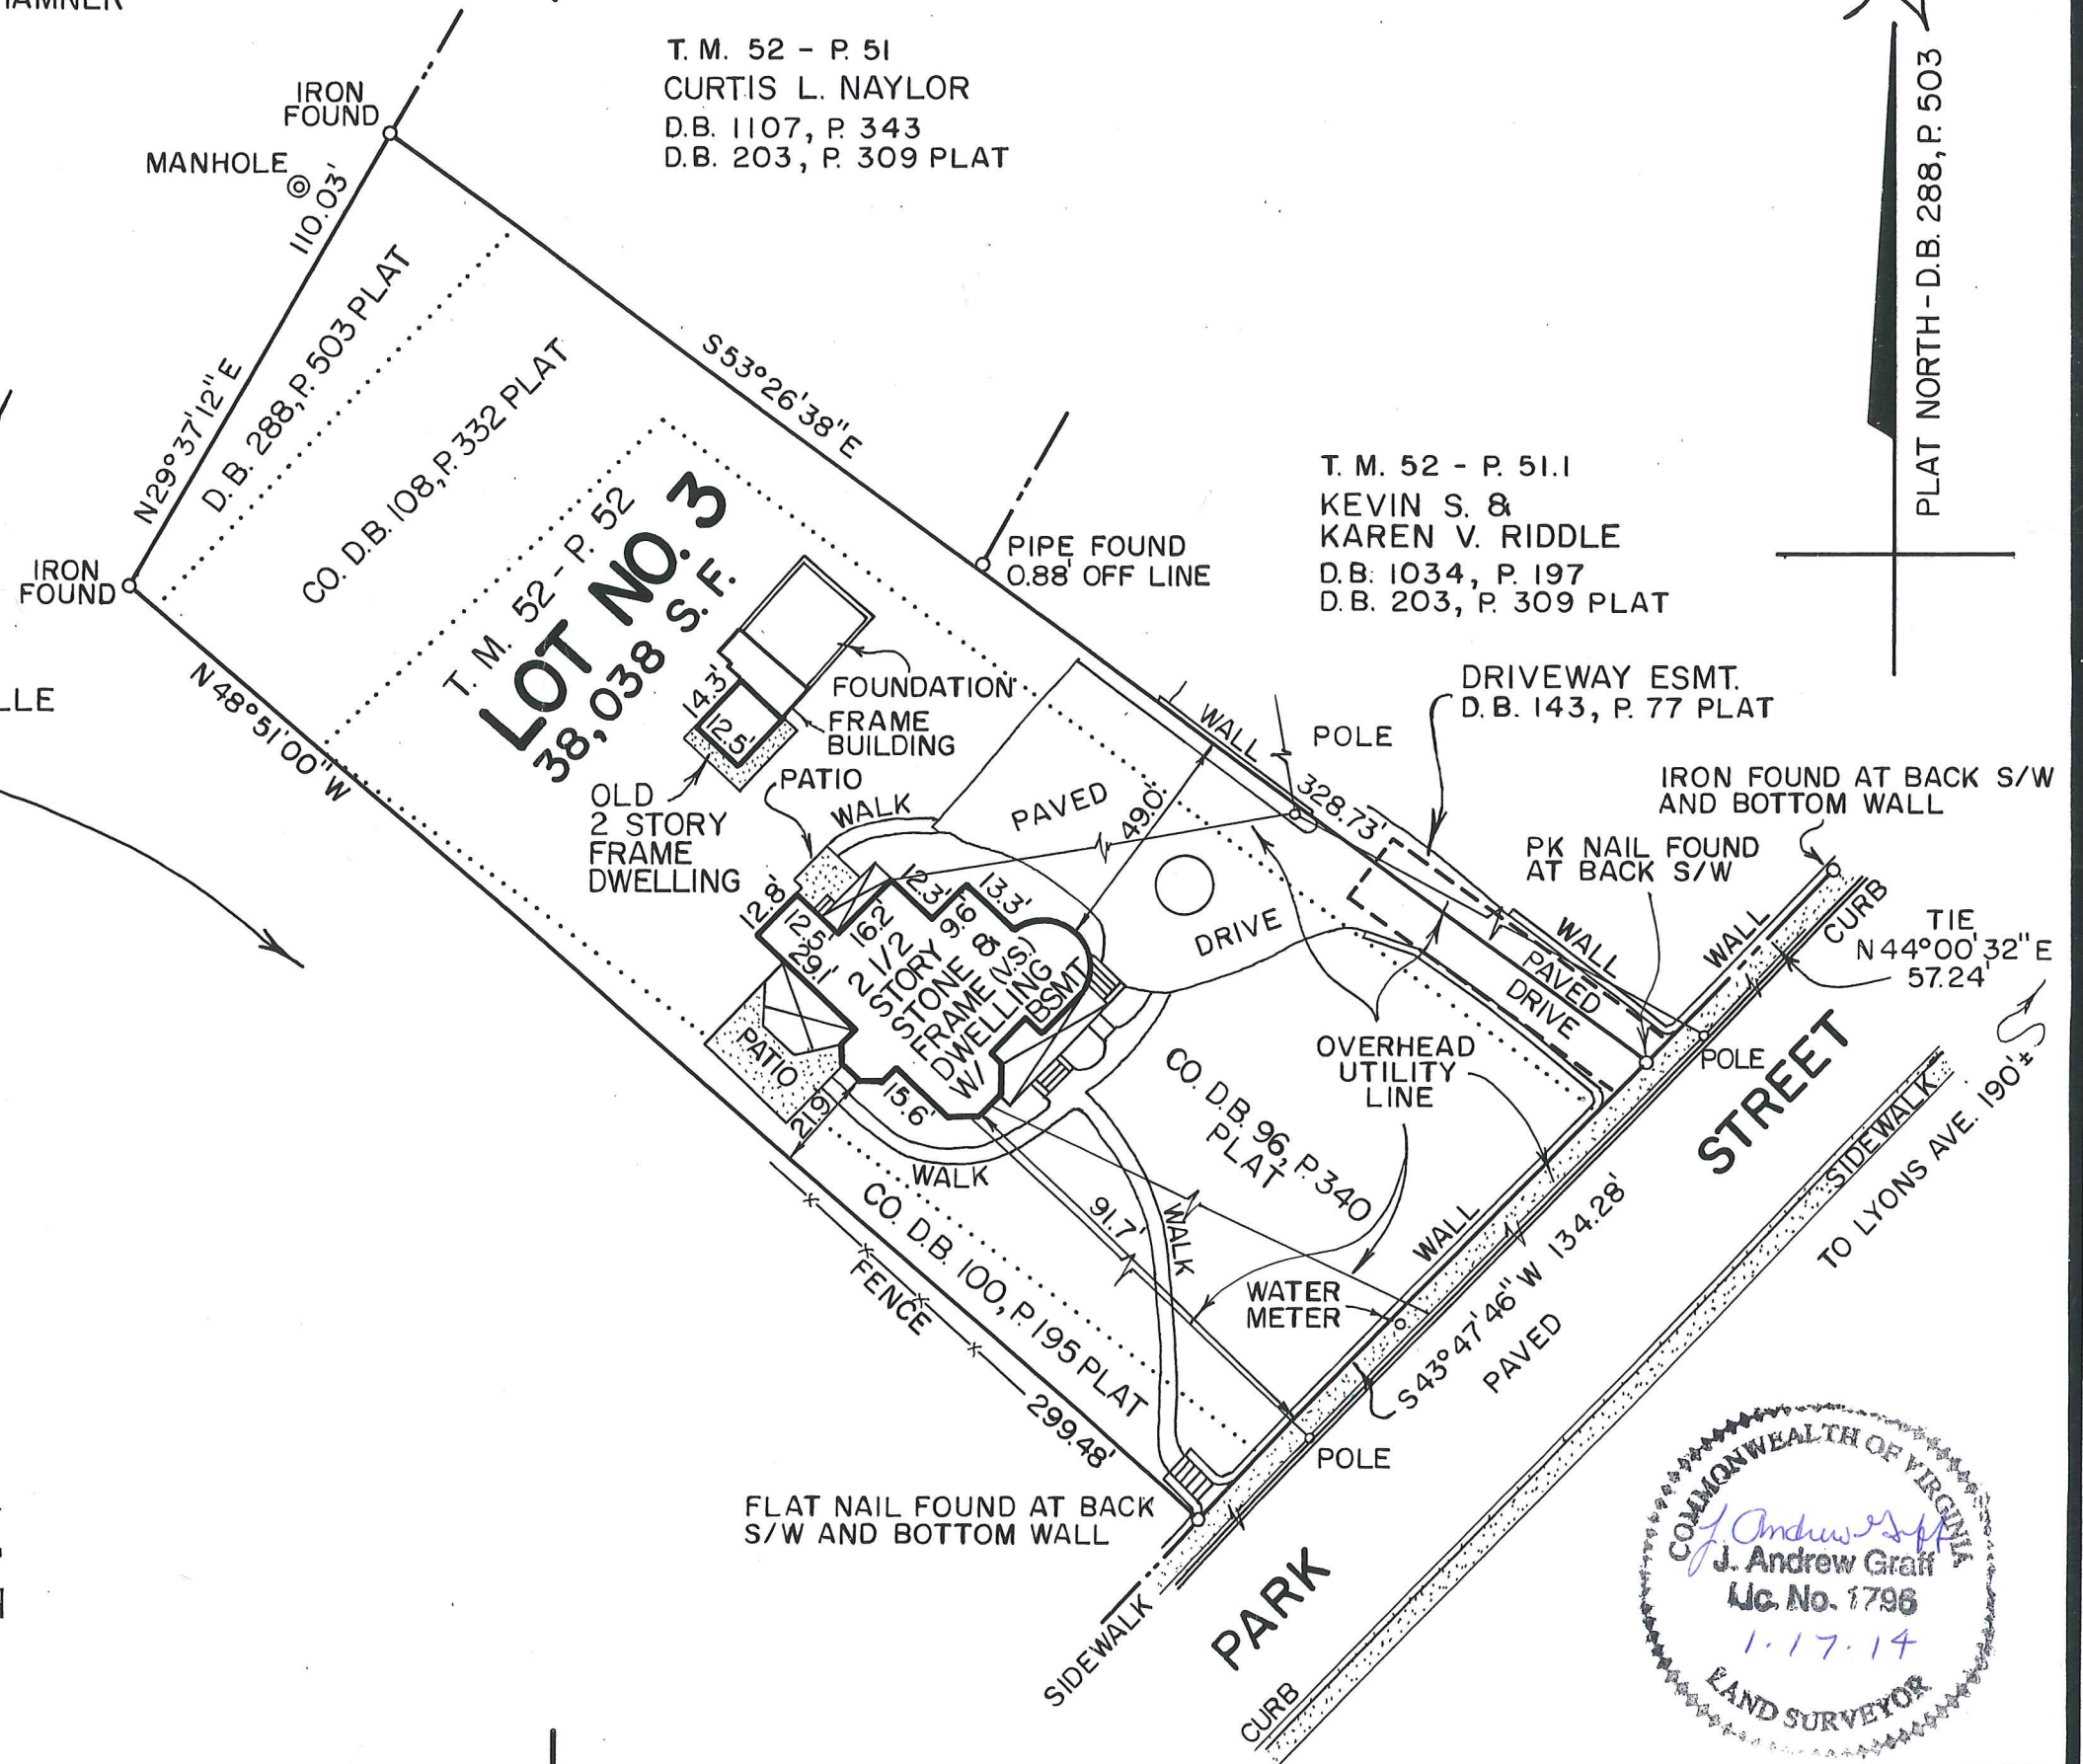 T. M. 52 - P. 51
CURTIS L. NAYLOR
D.B. 1107, P. 343
D.B. 203, P. 309 PLAT
IRON
FOUND
MANHOLE
110.03'
N29°37'12"E
D.B. 288, P. 503 PLAT
CO. D.B. 108, P. 332 PLAT
S53°26'38"E
PLAT NORTH - D.B. 288, P. 503
T. M. 52 - P. 51.1
KEVIN S. &
KAREN V. RIDDLE
D.B. 1034, P. 197
D.B. 203, P. 309 PLAT
PIPE FOUND
0.88' OFF LINE
IRON
FOUND
T. M. 52 - P. 52
LOT NO. 3
38,038 S. F.
LLE
N48°51'00"W
14.3'
12.5'
FOUNDATION
FRAME
BUILDING
OLD
2 STORY
FRAME
DWELLING
PATIO
WALK
PAVED
49.0'
DRIVE
WALL
POLE
328.73'
DRIVEWAY ESMT.
D.B. 143, P. 77 PLAT
IRON FOUND AT BACK S/W
AND BOTTOM WALL
PK NAIL FOUND
AT BACK S/W
WALL
PAVED
DRIVE
WALL
CURB
TIE
N44°00'32"E
57.24'
12.8'
12.5'
29.1'
16.2'
12.3'
9.6'
13.3'
2 1/2
STORY
STONE &
FRAME (VS)
DWELLING
W/ BSMT
PATIO
15.6'
21.9'
WALK
OVERHEAD
UTILITY
LINE
POLE
CO. D.B. 96, P. 340
PLAT
91.7'
WALK
CO. D.B. 100, P. 195 PLAT
FENCE
299.48'
WATER
METER
WALL
S43°47'46"W 134.28'
PAVED
STREET
SIDEWALK
TO LYONS AVE. 190'±
POLE
FLAT NAIL FOUND AT BACK
S/W AND BOTTOM WALL
PARK
SIDEWALK
CURB
COMMONWEALTH OF VIRGINIA
J. Andrew Graff
J. Andrew Graff
Lic. No. 1796
1.17.14
LAND SURVEYOR